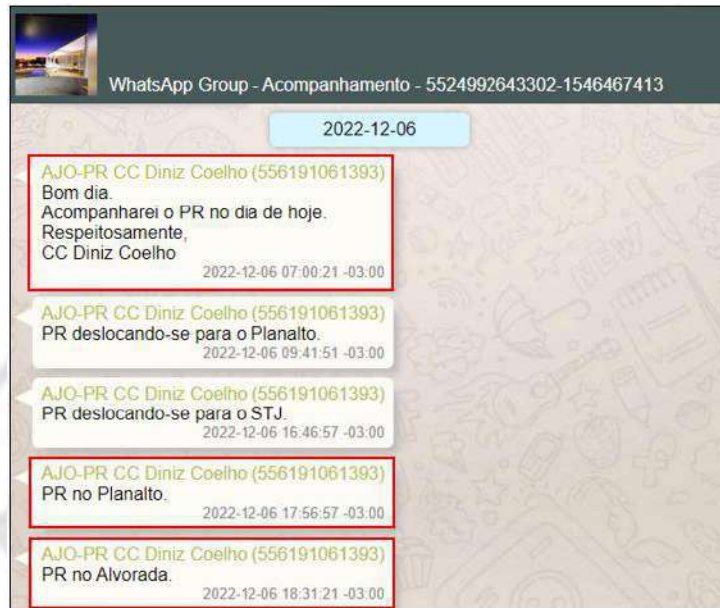 WhatsApp Group - Acompanhamento - 5524992643302-1546467413
2022-12-06
AJO-PR CC Diniz Coelho (556191061393)
Bom dia.
Acompanharei o PR no dia de hoje.
Respeitosamente,
CC Diniz Coelho
2022-12-06 07:00:21 -03:00
AJO-PR CC Diniz Coelho (556191061393)
PR deslocando-se para o Planalto.
2022-12-06 09:41:51 -03:00
AJO-PR CC Diniz Coelho (556191061393)
PR deslocando-se para o STJ.
2022-12-06 16:46:57 -03:00
AJO-PR CC Diniz Coelho (556191061393)
PR no Planalto.
2022-12-06 17:56:57 -03:00
AJO-PR CC Diniz Coelho (556191061393)
PR no Alvorada.
2022-12-06 18:31:21 -03:00